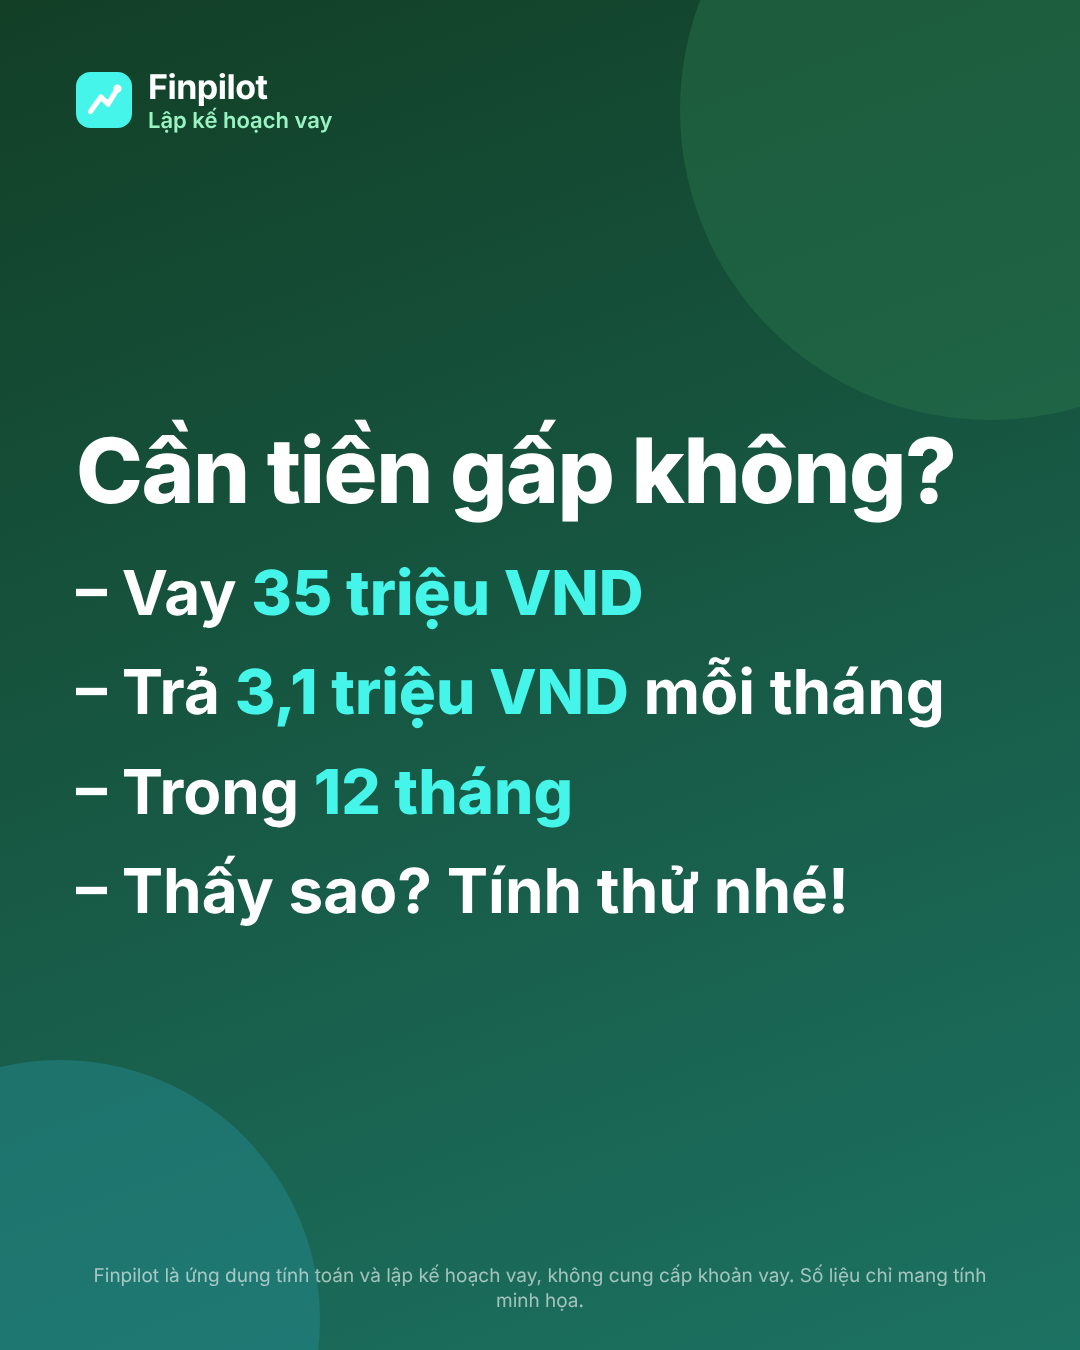 Finpilot
Lập kế hoạch vay
Cần tiền gấp không?
– Vay 35 triệu VND
– Trả 3,1 triệu VND mỗi tháng
– Trong 12 tháng
– Thấy sao? Tính thử nhé!
Finpilot là ứng dụng tính toán và lập kế hoạch vay, không cung cấp khoản vay. Số liệu chỉ mang tính
minh họa.